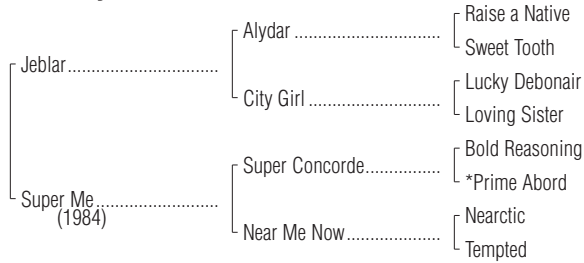 Raise a Native
Alydar ..................................
Sweet Tooth
Jeblar...............................
Lucky Debonair
City Girl ..............................
Loving Sister
Bold Reasoning
Super Concorde.................
*Prime Abord
Super Me.........................
(1984)
Nearctic
Near Me Now.....................
Tempted